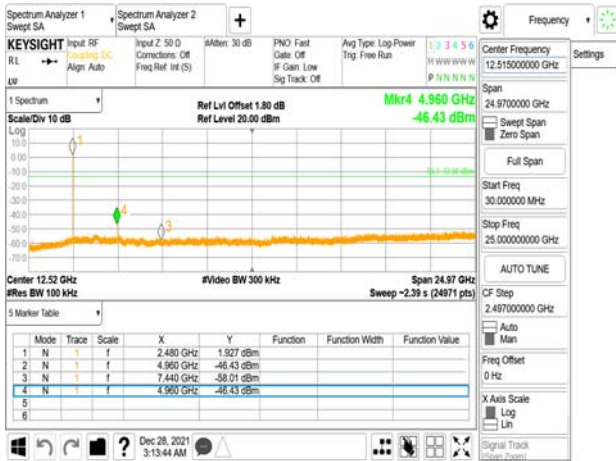 Spectrum Analyzer 1
Swept SA
Spectrum Analyzer 2
Swept SA
+
Frequency
Settings
KEYSIGHT
RL
Input: RF
Coupling: DC
Align: Auto
Input Z: 50 Ω
Corrections: Off
Freq Ref: Int (S)
#Atten: 30 dB
PNO: Fast
Gate: Off
IF Gain: Low
Sig Track: Off
Avg Type: Log-Power
Trig: Free Run
1 2 3 4 5 6
M W W W W W
P N N N N N
1 Spectrum
Scale/Div 10 dB
Ref Lvl Offset 1.80 dB
Ref Level 20.00 dBm
Mkr4 4.960 GHz
-46.43 dBm
Log
10.0
0.00
-10.0
-20.0
-30.0
-40.0
-50.0
-60.0
-70.0
1
4
3
Center 12.52 GHz
#Res BW 100 kHz
#Video BW 300 kHz
Span 24.97 GHz
Sweep ~2.39 s (24971 pts)
5 Marker Table
Mode Trace Scale X Y Function Function Width Function Value
1 N 1 f 2.480 GHz 1.927 dBm
2 N 1 f 4.960 GHz -46.43 dBm
3 N 1 f 7.440 GHz -58.01 dBm
4 N 1 f 4.960 GHz -46.43 dBm
5
6
Dec 28, 2021
3:13:44 AM
Center Frequency
12.515000000 GHz
Span
24.9700000 GHz
Swept Span
Zero Span
Full Span
Start Freq
30.000000 MHz
Stop Freq
25.000000000 GHz
AUTO TUNE
CF Step
2.497000000 GHz
Auto
Man
Freq Offset
0 Hz
X Axis Scale
Log
Lin
Signal Track
(Span Zoom)